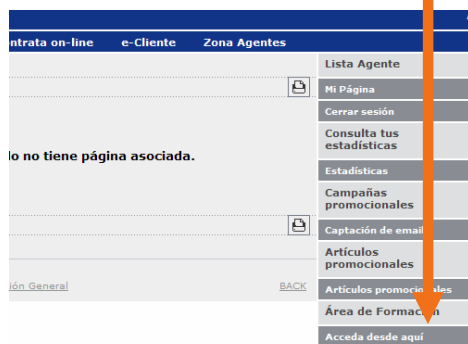 ntrata on-line e-Cliente Zona Agentes
Lista Agente
Mi Página
Cerrar sesión
Consulta tus
estadísticas
lo no tiene página asociada.
Estadísticas
Campañas
promocionales
Captación de email
Artículos
promocionales
ión General BACK
Artículos promocionales
Área de Formación
Acceda desde aquí